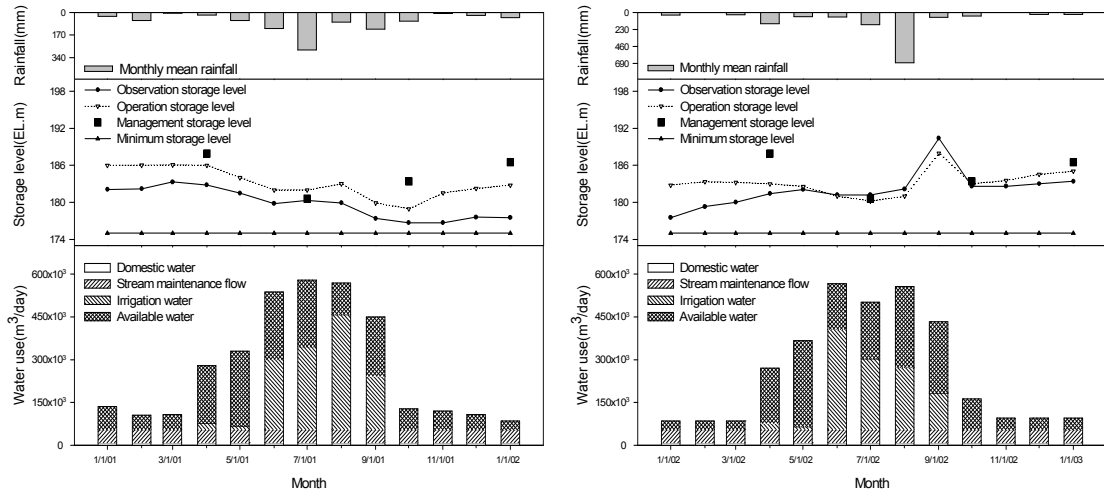 Rainfall(mm)
0
170
340
Monthly mean rainfall
Storage level(EL.m)
198
192
186
180
174
Observation storage level
Operation storage level
Management storage level
Minimum storage level
Water use(m³/day)
600x10³
450x10³
300x10³
150x10³
0
Domestic water
Stream maintenance flow
Irrigation water
Available water
1/1/01 3/1/01 5/1/01 7/1/01 9/1/01 11/1/01 1/1/02
Month
Rainfall(mm)
0
230
460
690
Monthly mean rainfall
Storage level(EL.m)
198
192
186
180
174
Observation storage level
Operation storage level
Management storage level
Minimum storage level
Water use(m³/day)
600x10³
450x10³
300x10³
150x10³
0
Domestic water
Stream maintenance flow
Irrigation water
Available water
1/1/02 3/1/02 5/1/02 7/1/02 9/1/02 11/1/02 1/1/03
Month